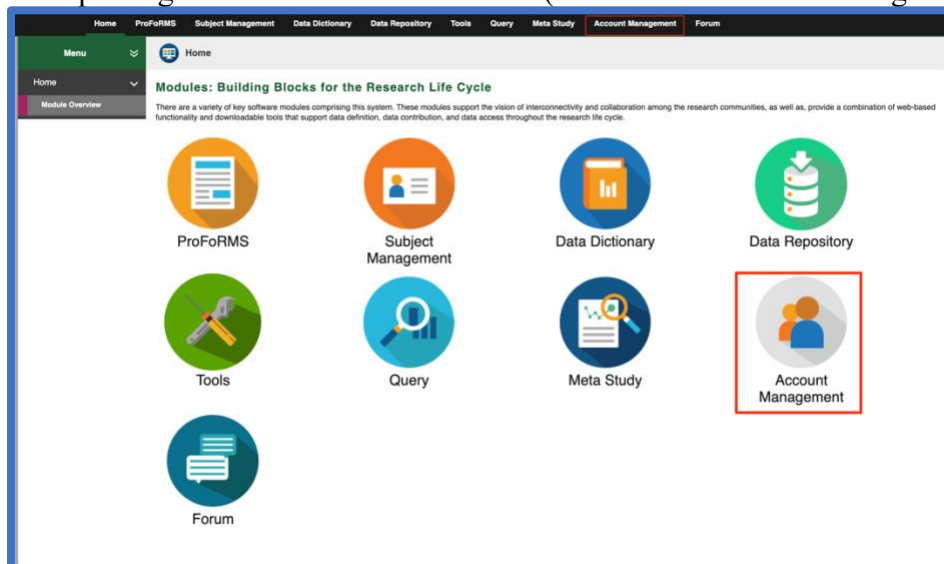 Home ProFoRMS Subject Management Data Dictionary Data Repository Tools Query Meta Study Account Management Forum
Menu
Home
Home
Module Overview
Modules: Building Blocks for the Research Life Cycle
There are a variety of key software modules comprising this system. These modules support the vision of interconnectivity and collaboration among the research communities, as well as, provide a combination of web-based
functionality and downloadable tools that support data definition, data contribution, and data access throughout the research life cycle.
ProFoRMS
Subject
Management
Data Dictionary
Data Repository
Tools
Query
Meta Study
Account
Management
Forum